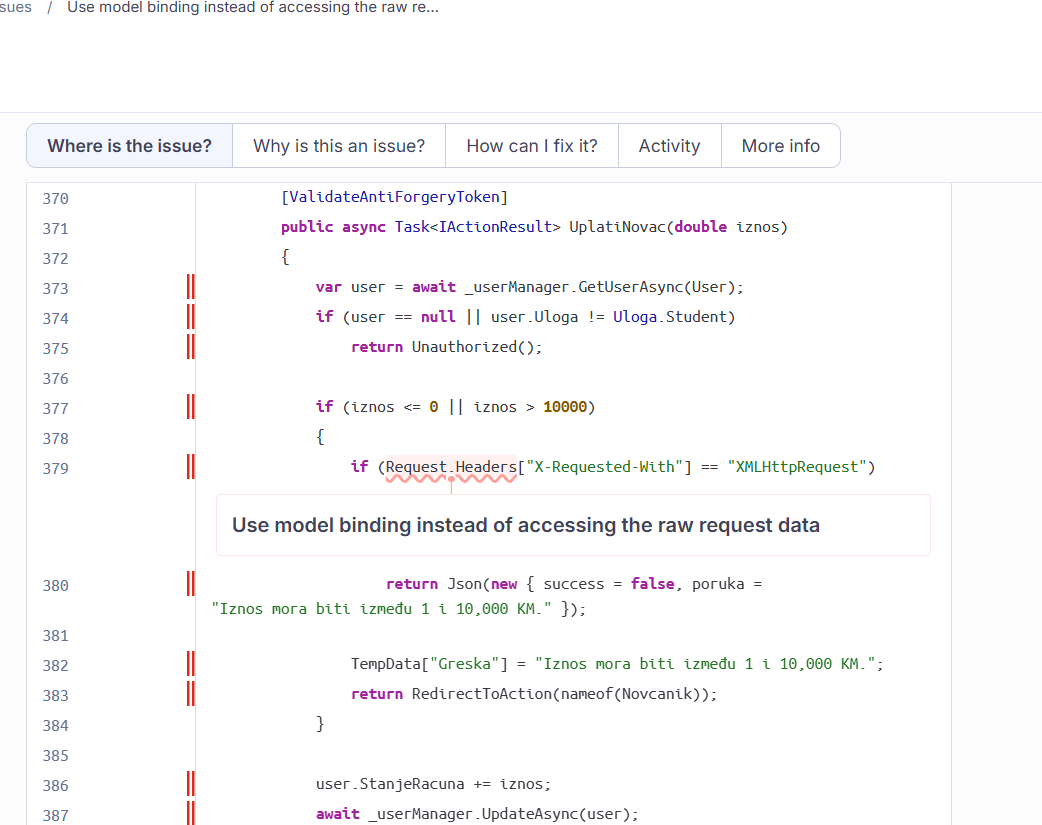 sues / Use model binding instead of accessing the raw re...
Where is the issue? Why is this an issue? How can I fix it? Activity More info
370 [ValidateAntiForgeryToken]
371 public async Task<IActionResult> UplatiNovac(double iznos)
372 {
373 var user = await _userManager.GetUserAsync(User);
374 if (user == null || user.Uloga != Uloga.Student)
375 return Unauthorized();
376
377 if (iznos <= 0 || iznos > 10000)
378 {
379 if (Request.Headers["X-Requested-With"] == "XMLHttpRequest")
Use model binding instead of accessing the raw request data
380 return Json(new { success = false, poruka =
"Iznos mora biti između 1 i 10,000 KM." });
381
382 TempData["Greska"] = "Iznos mora biti između 1 i 10,000 KM.";
383 return RedirectToAction(nameof(Novcanik));
384 }
385
386 user.StanjeRacuna += iznos;
387 await _userManager.UpdateAsync(user);